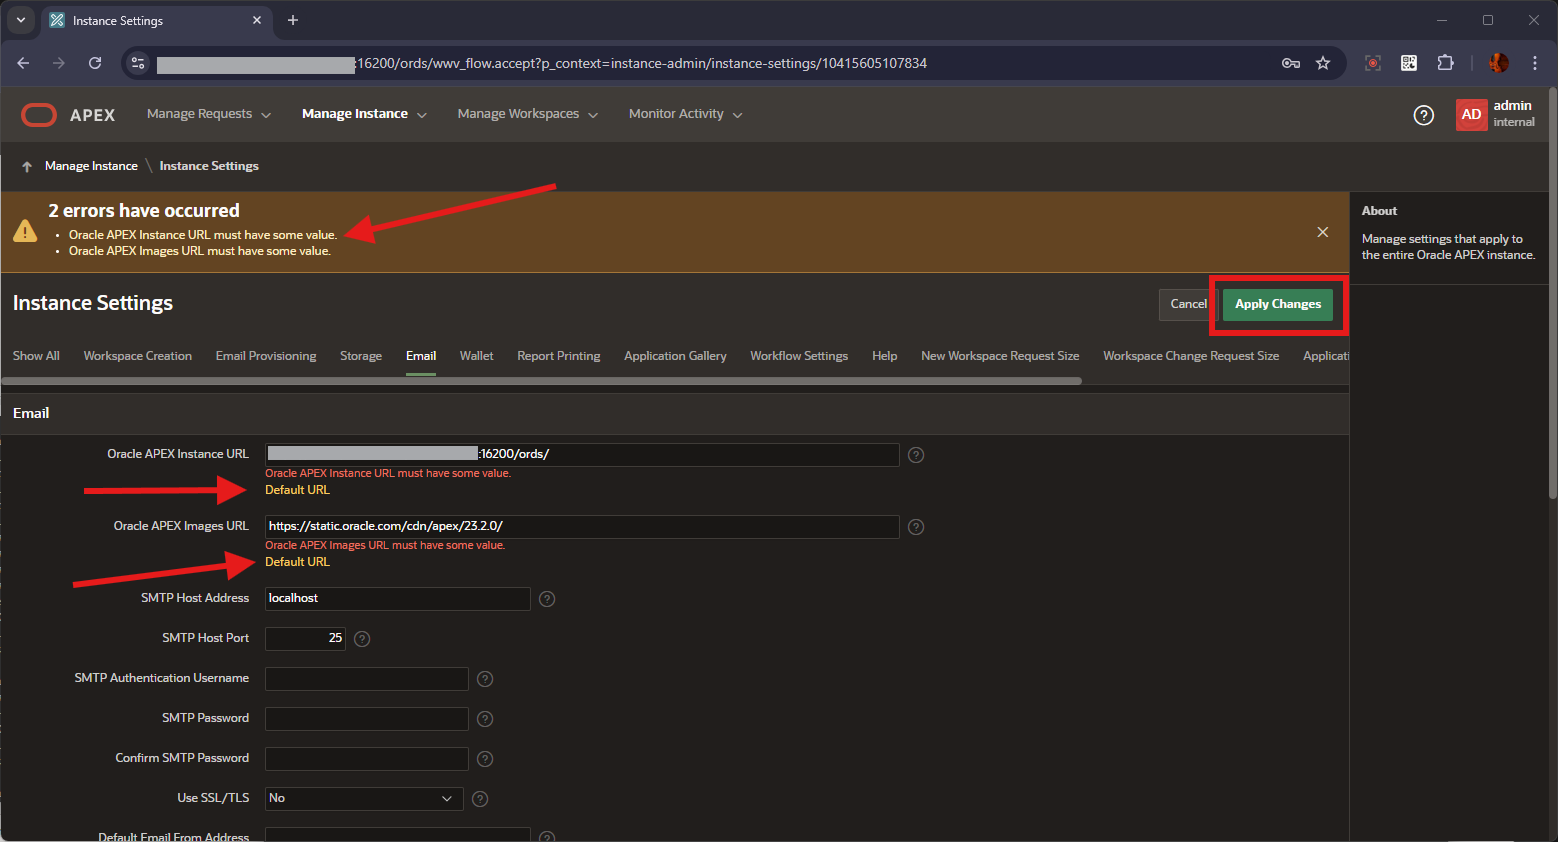 Instance Settings
:16200/ords/wwv_flow.accept?p_context=instance-admin/instance-settings/10415605107834
APEX Manage Requests Manage Instance Manage Workspaces Monitor Activity ? AD admin
internal
Manage Instance \ Instance Settings
2 errors have occurred
• Oracle APEX Instance URL must have some value.
• Oracle APEX Images URL must have some value.
About
Manage settings that apply to
the entire Oracle APEX instance.
Instance Settings Cancel Apply Changes
Show All Workspace Creation Email Provisioning Storage Email Wallet Report Printing Application Gallery Workflow Settings Help New Workspace Request Size Workspace Change Request Size Applicati
Email
Oracle APEX Instance URL :16200/ords/ ?
Oracle APEX Instance URL must have some value.
Default URL
Oracle APEX Images URL https://static.oracle.com/cdn/apex/23.2.0/ ?
Oracle APEX Images URL must have some value.
Default URL
SMTP Host Address localhost ?
SMTP Host Port 25 ?
SMTP Authentication Username ?
SMTP Password ?
Confirm SMTP Password ?
Use SSL/TLS No ?
Default Email From Address ?